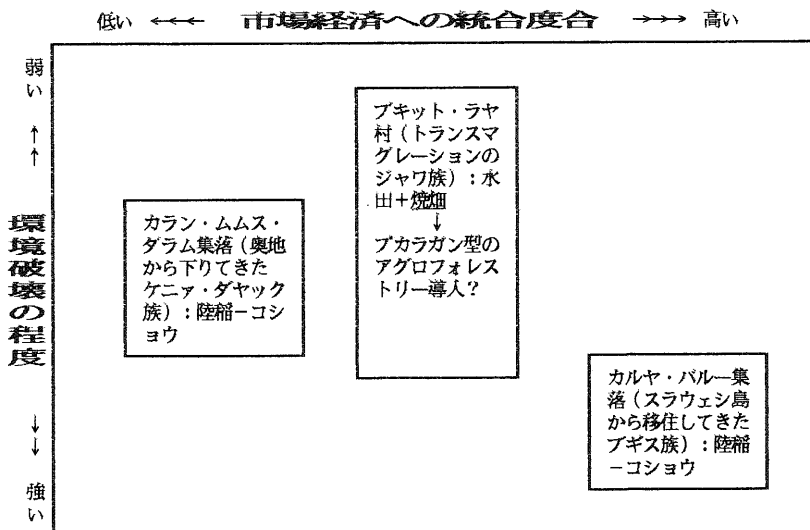 低い ←←← 市場経済への統合度合 →→→ 高い
弱い
↑
↑
環境破壊の程度
↓
↓
強い
カラン・ムムス・
ダラム集落(奥地
から下りてきた
ケニァ・ダヤック
族):陸稲-コシ
ョウ
ブキット・ラヤ
村(トランスマ
グレーションの
ジャワ族):水
田+焼畑
↓
プカラガン型の
アグロフォレス
トリー導入?
カルヤ・バルー集
落(スラウェシ島
から移住してきた
ブギス族):陸稲
-コショウ